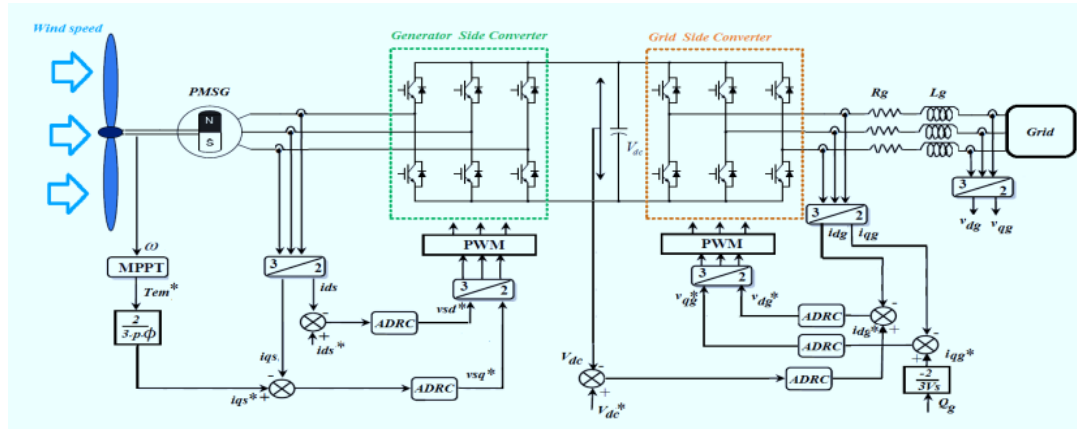 Wind speed
Generator Side Converter
Grid Side Converter
PMSG
N
S
Rg
Lg
Grid
Vdc
3
2
vdg
vqg
3
2
idg
iqg
ω
MPPT
Tem*
2
3·p·ф
3
2
ids
ids*
iqs
iqs*
ADRC
vsd*
ADRC
vsq*
PWM
3
2
PWM
3
2
vqg*
vdg*
ADRC
idg*
ADRC
iqg*
Vdc
Vdc*
ADRC
-2
3Vs
Qg